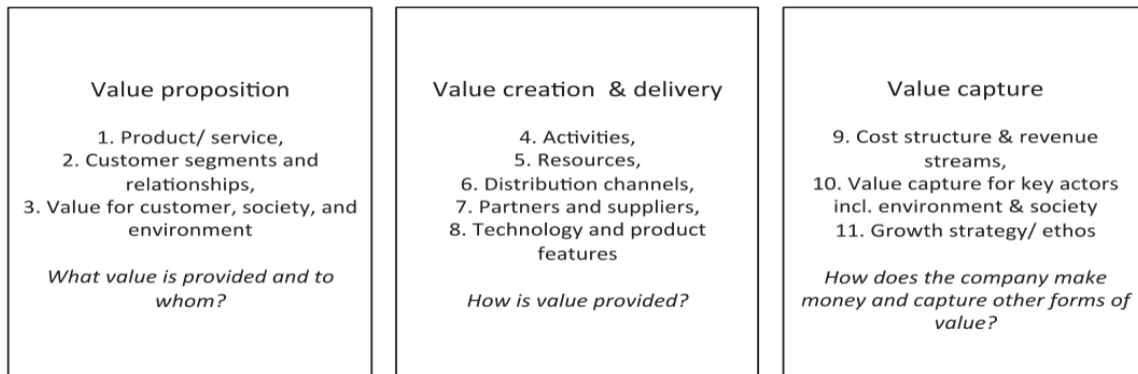 Value proposition
1. Product/ service,
2. Customer segments and
relationships,
3. Value for customer, society, and
environment
What value is provided and to
whom?
Value creation & delivery
4. Activities,
5. Resources,
6. Distribution channels,
7. Partners and suppliers,
8. Technology and product
features
How is value provided?
Value capture
9. Cost structure & revenue
streams,
10. Value capture for key actors
incl. environment & society
11. Growth strategy/ ethos
How does the company make
money and capture other forms of
value?